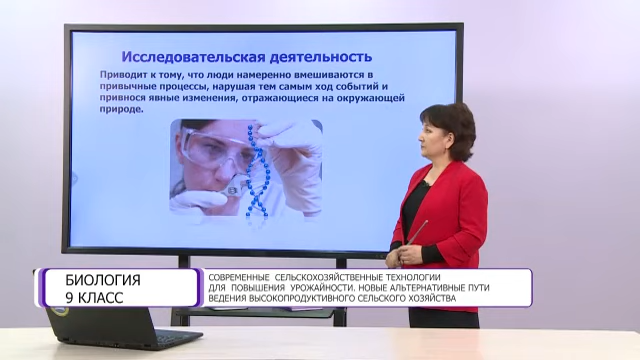 Исследовательская деятельность
Приводит к тому, что люди намеренно вмешиваются в
привычные процессы, нарушая тем самым ход событий и
привнося явные изменения, отражающиеся на окружающей
природе.
БИОЛОГИЯ
9 КЛАСС
СОВРЕМЕННЫЕ СЕЛЬСКОХОЗЯЙСТВЕННЫЕ ТЕХНОЛОГИИ
ДЛЯ ПОВЫШЕНИЯ УРОЖАЙНОСТИ. НОВЫЕ АЛЬТЕРНАТИВНЫЕ ПУТИ
ВЕДЕНИЯ ВЫСОКОПРОДУКТИВНОГО СЕЛЬСКОГО ХОЗЯЙСТВА